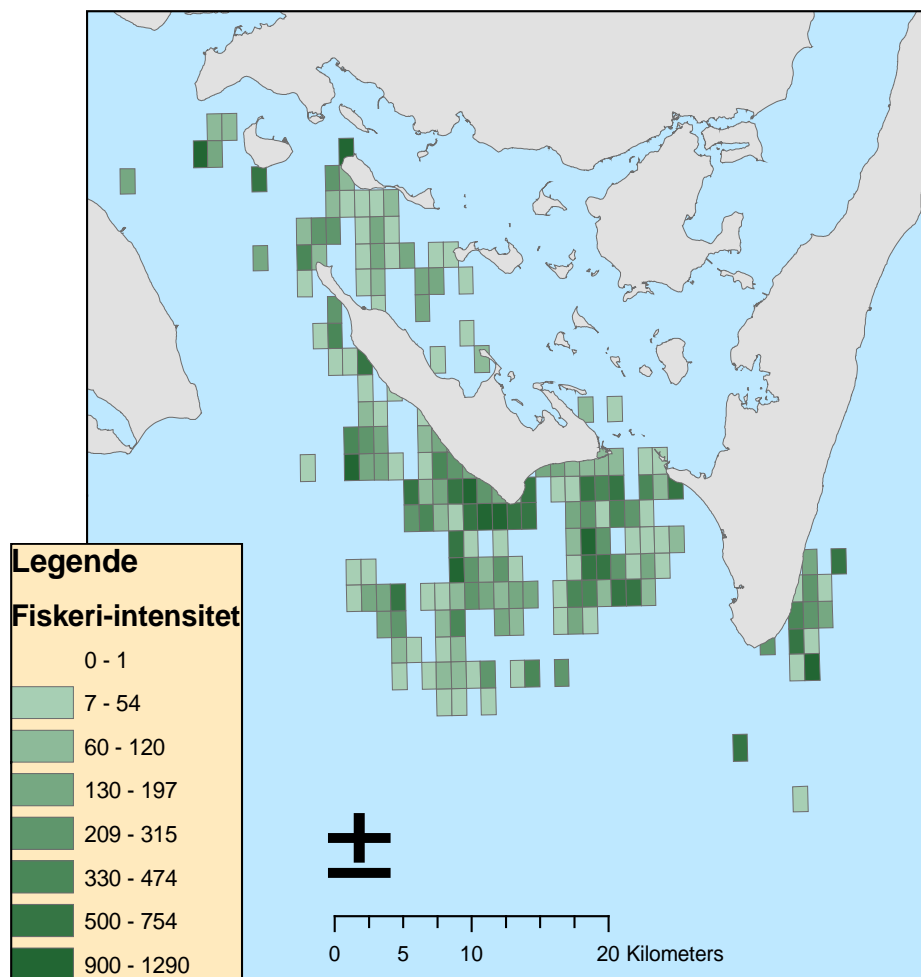 Legende
Fiskeri-intensitet
0 - 1
7 - 54
60 - 120
130 - 197
209 - 315
330 - 474
500 - 754
900 - 1290
±
0 5 10 20 Kilometers